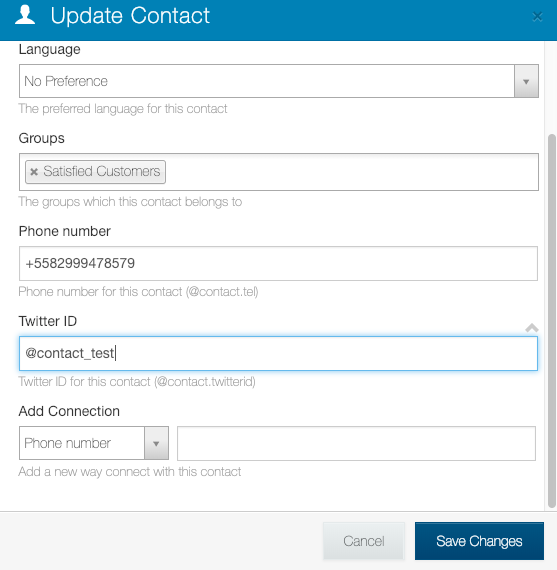 Update Contact
Language
No Preference
The preferred language for this contact
Groups
Satisfied Customers
The groups which this contact belongs to
Phone number
+5582999478579
Phone number for this contact (@contact.tel)
Twitter ID
@contact_test
Twitter ID for this contact (@contact.twitterid)
Add Connection
Phone number
Add a new way connect with this contact
Cancel
Save Changes